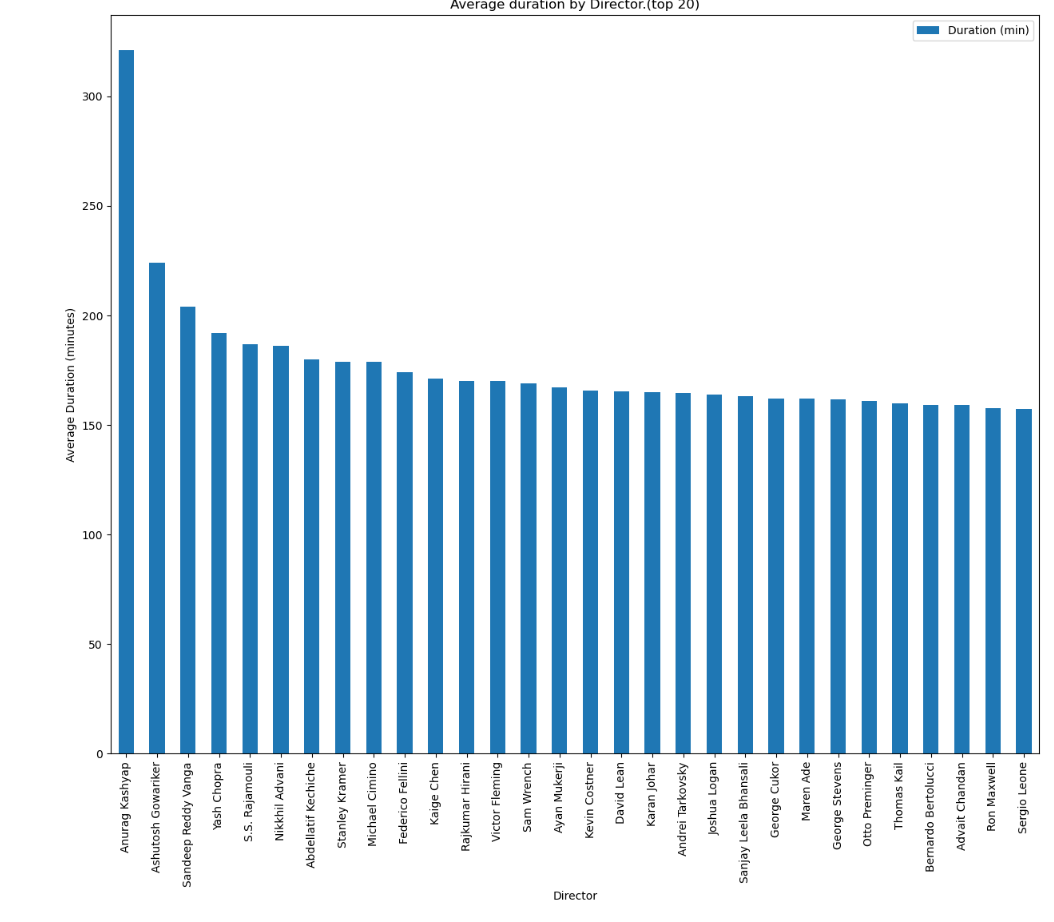 Average duration by Director.(top 20)
Duration (min)
300
250
200
150
100
50
0
Average Duration (minutes)
Anurag Kashyap
Ashutosh Gowariker
Sandeep Reddy Vanga
Yash Chopra
S.S. Rajamouli
Nikkhil Advani
Abdellatif Kechiche
Stanley Kramer
Michael Cimino
Federico Fellini
Kaige Chen
Rajkumar Hirani
Victor Fleming
Sam Wrench
Ayan Mukerji
Kevin Costner
David Lean
Karan Johar
Andrei Tarkovsky
Joshua Logan
Sanjay Leela Bhansali
George Cukor
Maren Ade
George Stevens
Otto Preminger
Thomas Kail
Bernardo Bertolucci
Advait Chandan
Ron Maxwell
Sergio Leone
Director